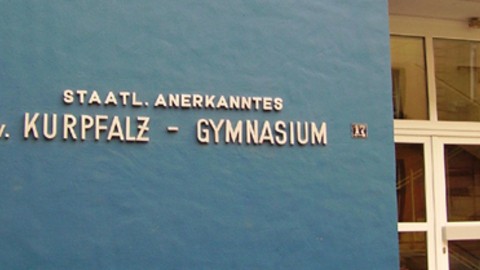 STAATL. ANERKANNTES
v. KURPFALZ - GYMNASIUM